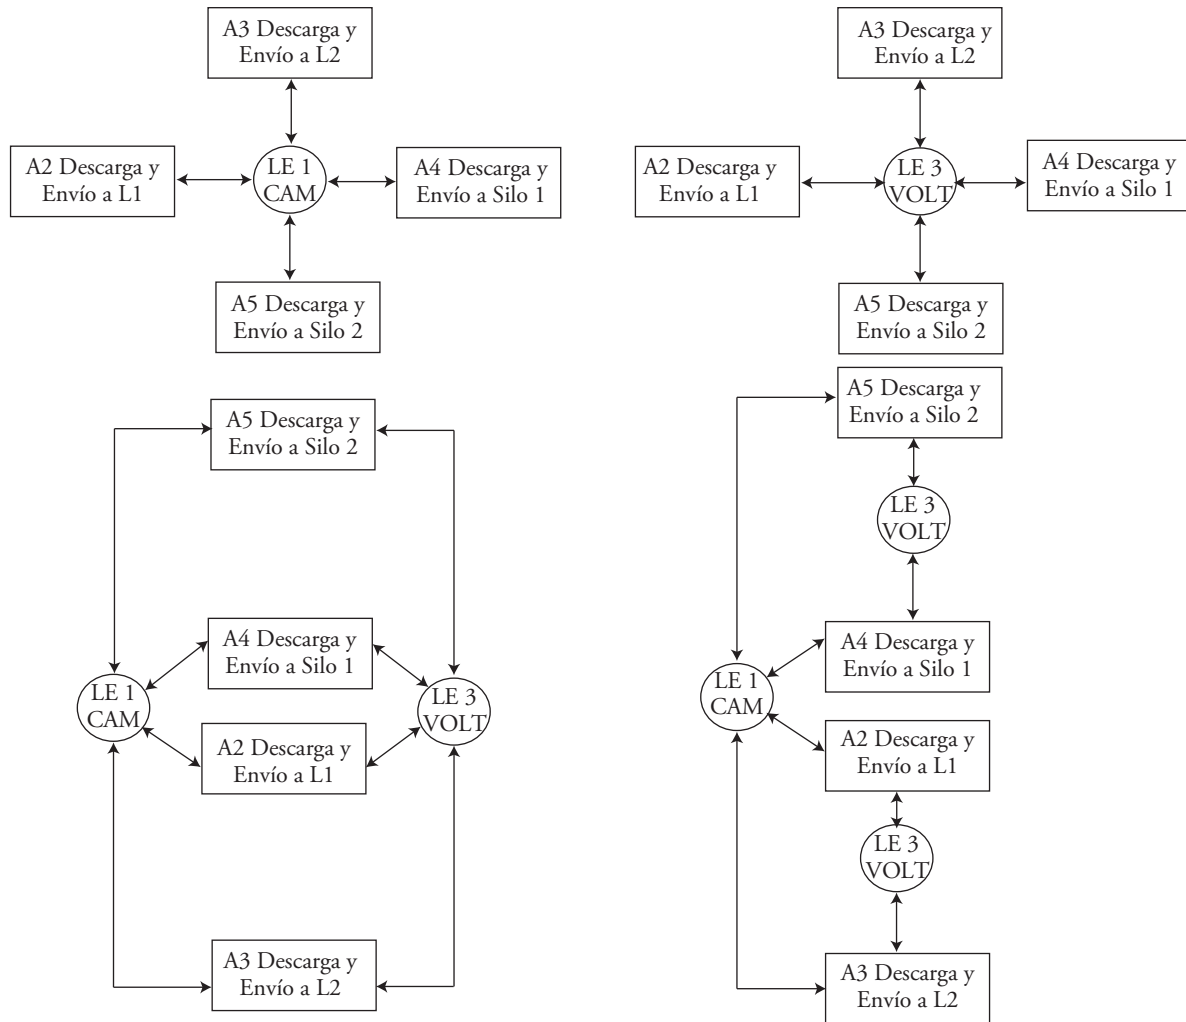 A3 Descarga y
Envío a L2
A2 Descarga y
Envío a L1
LE 1
CAM
A4 Descarga y
Envío a Silo 1
A5 Descarga y
Envío a Silo 2
A3 Descarga y
Envío a L2
A2 Descarga y
Envío a L1
LE 3
VOLT
A4 Descarga y
Envío a Silo 1
A5 Descarga y
Envío a Silo 2
A5 Descarga y
Envío a Silo 2
A4 Descarga y
Envío a Silo 1
LE 1
CAM
LE 3
VOLT
A2 Descarga y
Envío a L1
A3 Descarga y
Envío a L2
A5 Descarga y
Envío a Silo 2
LE 3
VOLT
A4 Descarga y
Envío a Silo 1
LE 1
CAM
A2 Descarga y
Envío a L1
LE 3
VOLT
A3 Descarga y
Envío a L2